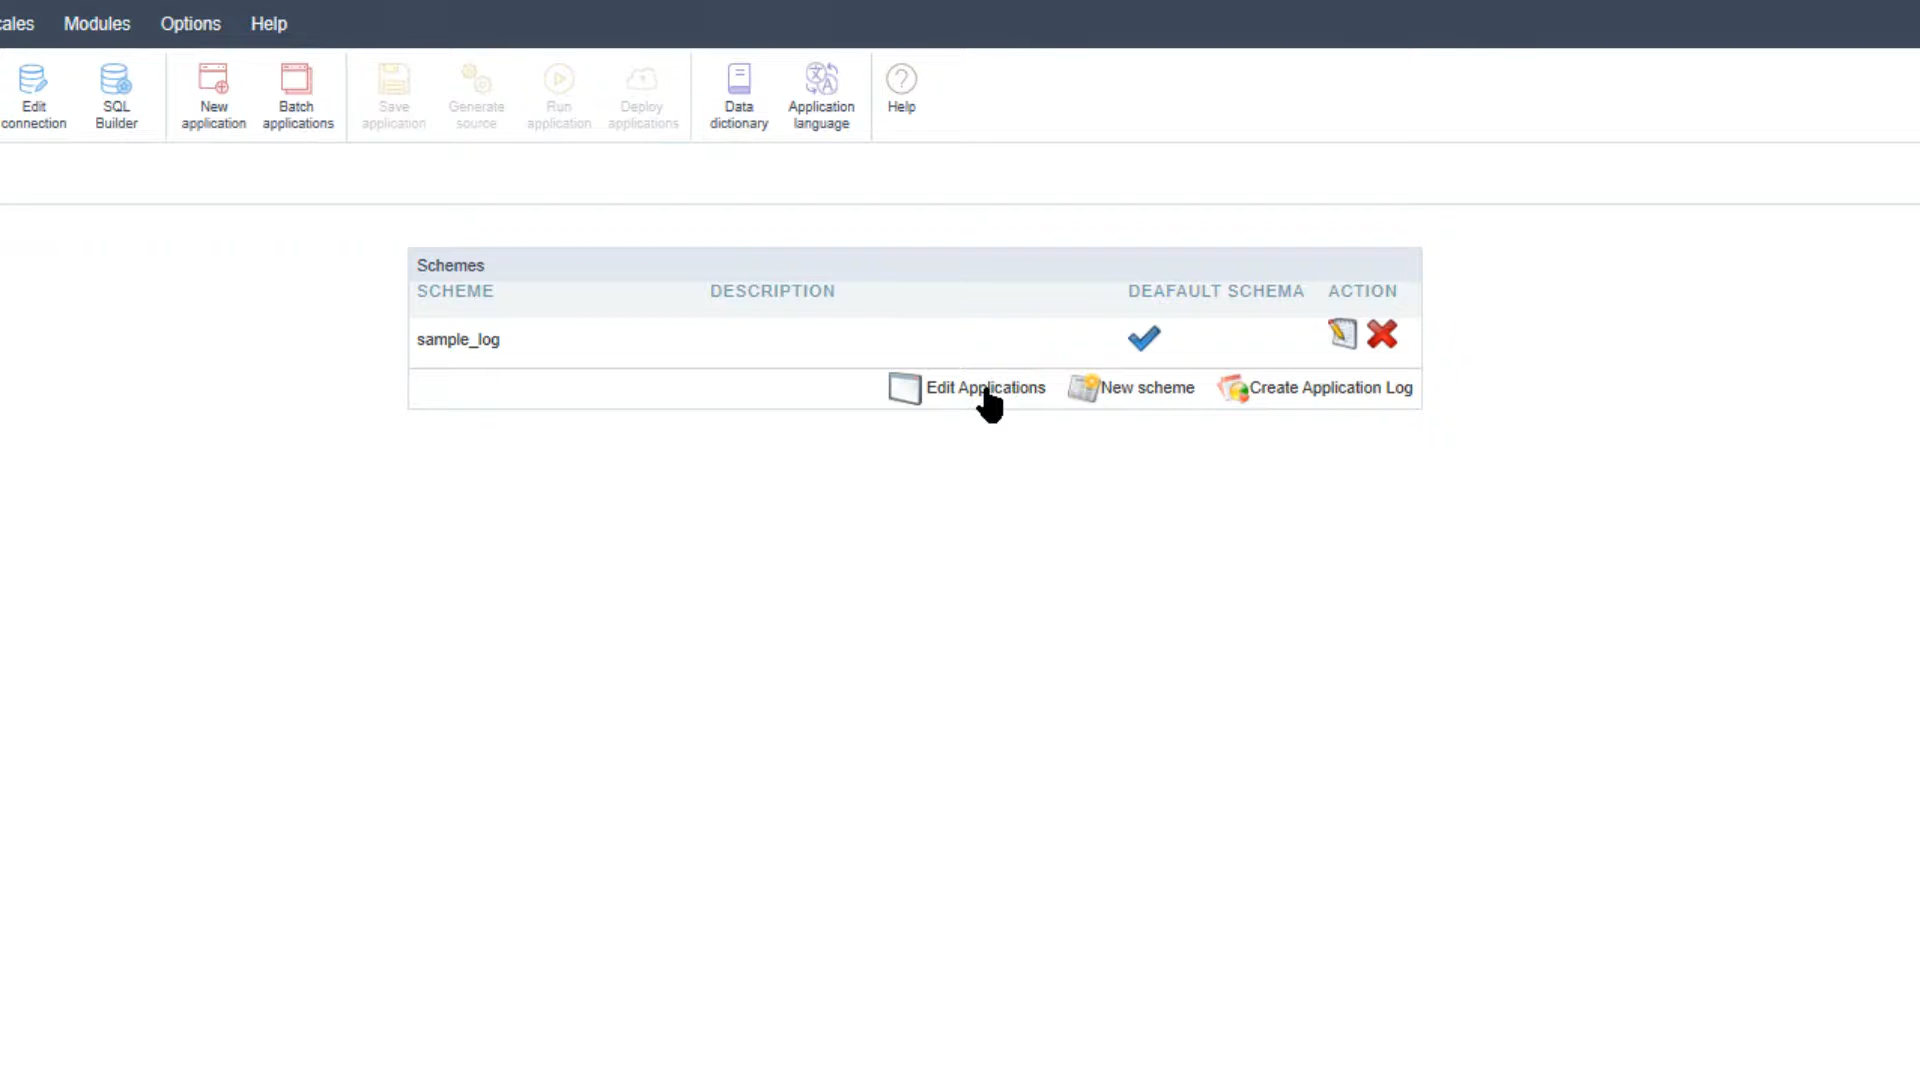 Modules Options Help
Edit connection
SQL Builder
New application
Batch applications
Save application
Generate source
Run application
Deploy applications
Data dictionary
Application language
Help
Schemes
SCHEME DESCRIPTION DEAFAULT SCHEMA ACTION
sample_log
Edit Applications New scheme Create Application Log